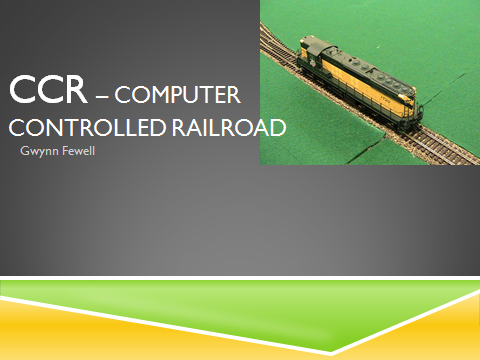 CCR – COMPUTER
CONTROLLED RAILROAD
Gwynn Fewell